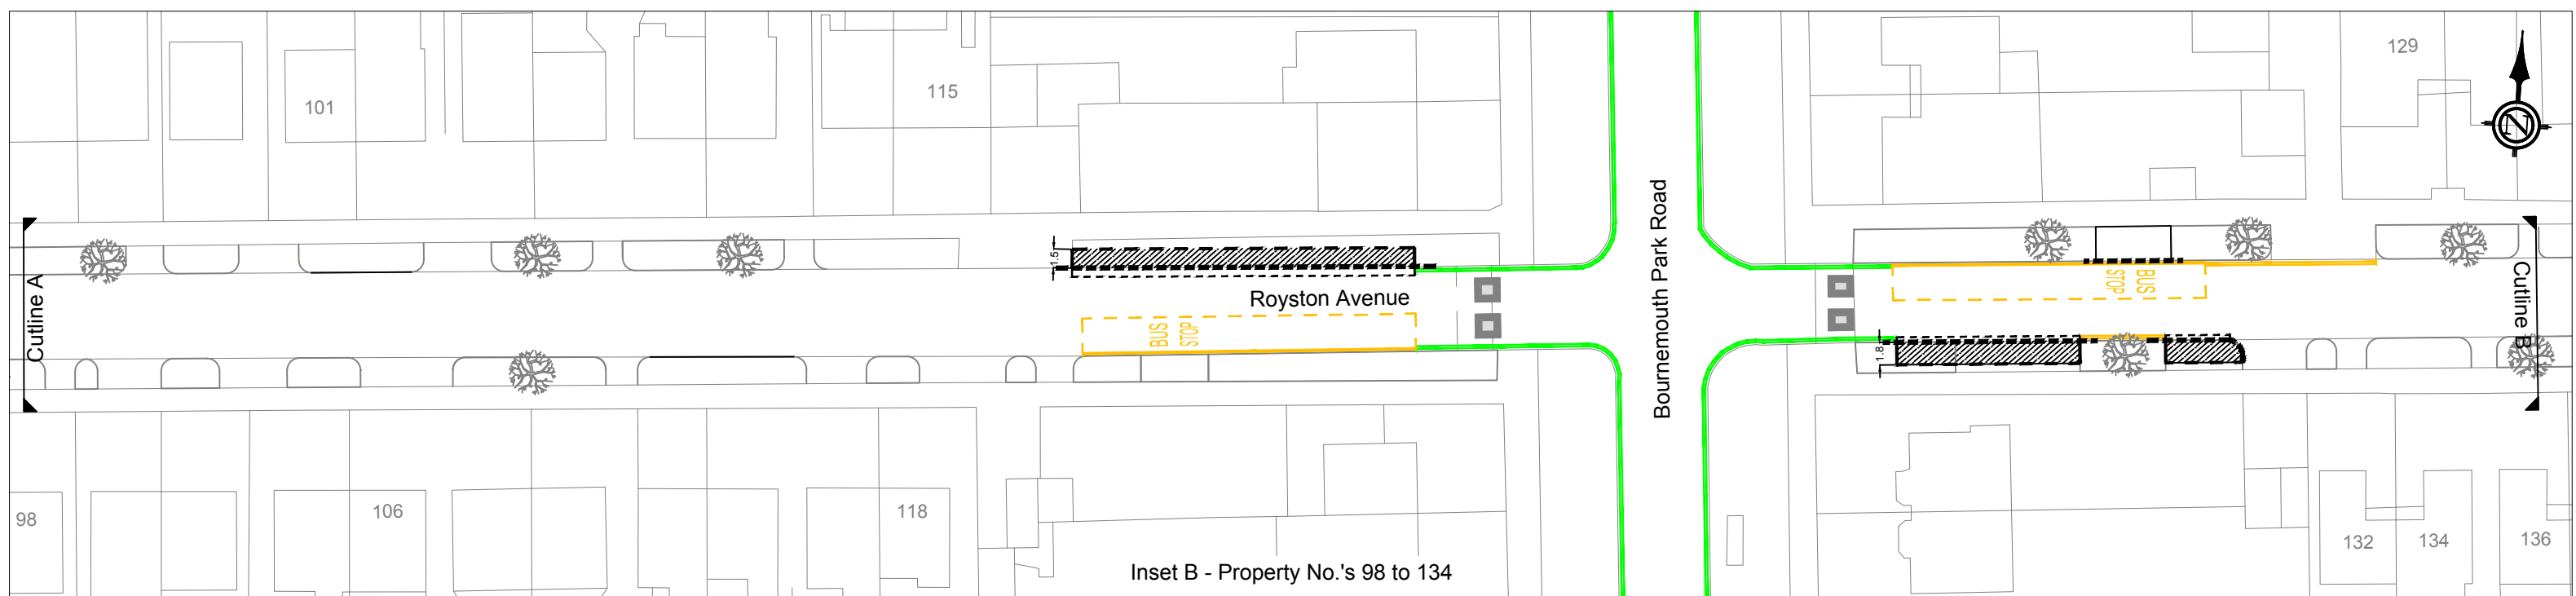 101
115
129
N
Cutline A
1.5
Royston Avenue
BUS
STOP
Bournemouth Park Road
BUS
STOP
1.8
Cutline B
98
106
118
132
134
136
Inset B - Property No.'s 98 to 134